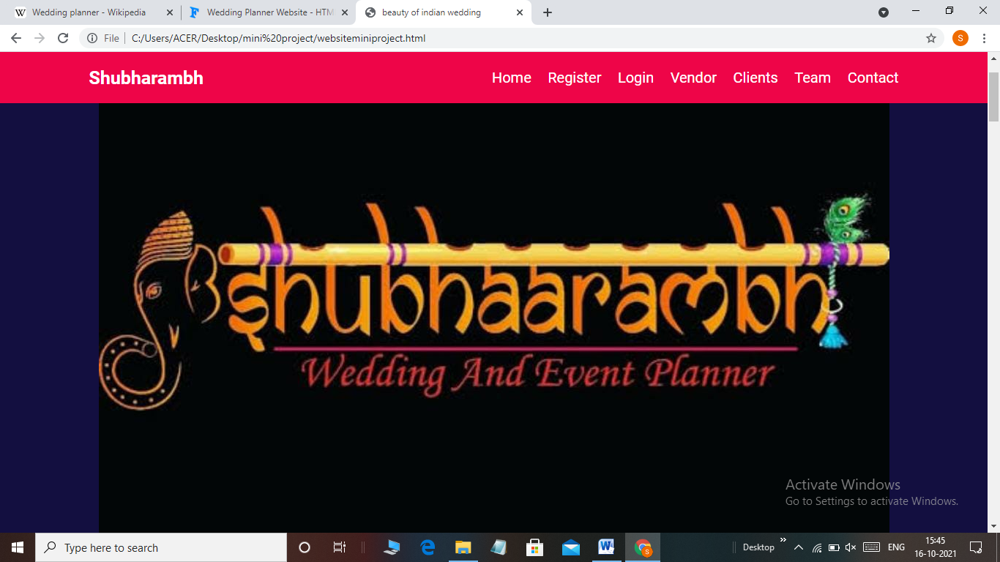 Wedding planner - Wikipedia
Wedding Planner Website - HTM
beauty of indian wedding
File
C:/Users/ACER/Desktop/mini%20project/websiteminiproject.html
S
Shubharambh
Home Register Login Vendor Clients Team Contact
shubhaarambh
Wedding And Event Planner
Activate Windows
Go to Settings to activate Windows.
Type here to search
Desktop
ENG
15:45
16-10-2021